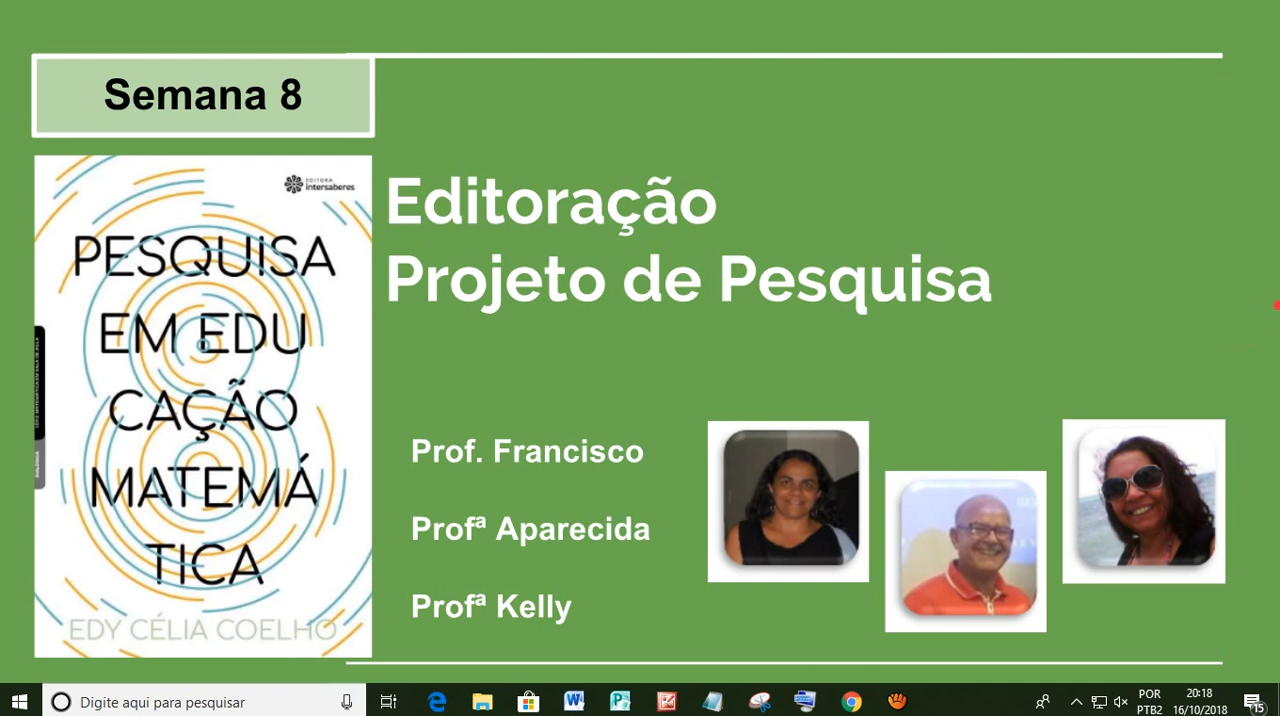 Semana 8
EDITORA
intersaberes
PESQUISA
EM EDU
CAÇÃO
MATEMÁ
TICA
EDY CÉLIA COELHO
Editoração
Projeto de Pesquisa
Prof. Francisco
Profª Aparecida
Profª Kelly
Digite aqui para pesquisar
POR
PTB2
20:18
16/10/2018
15